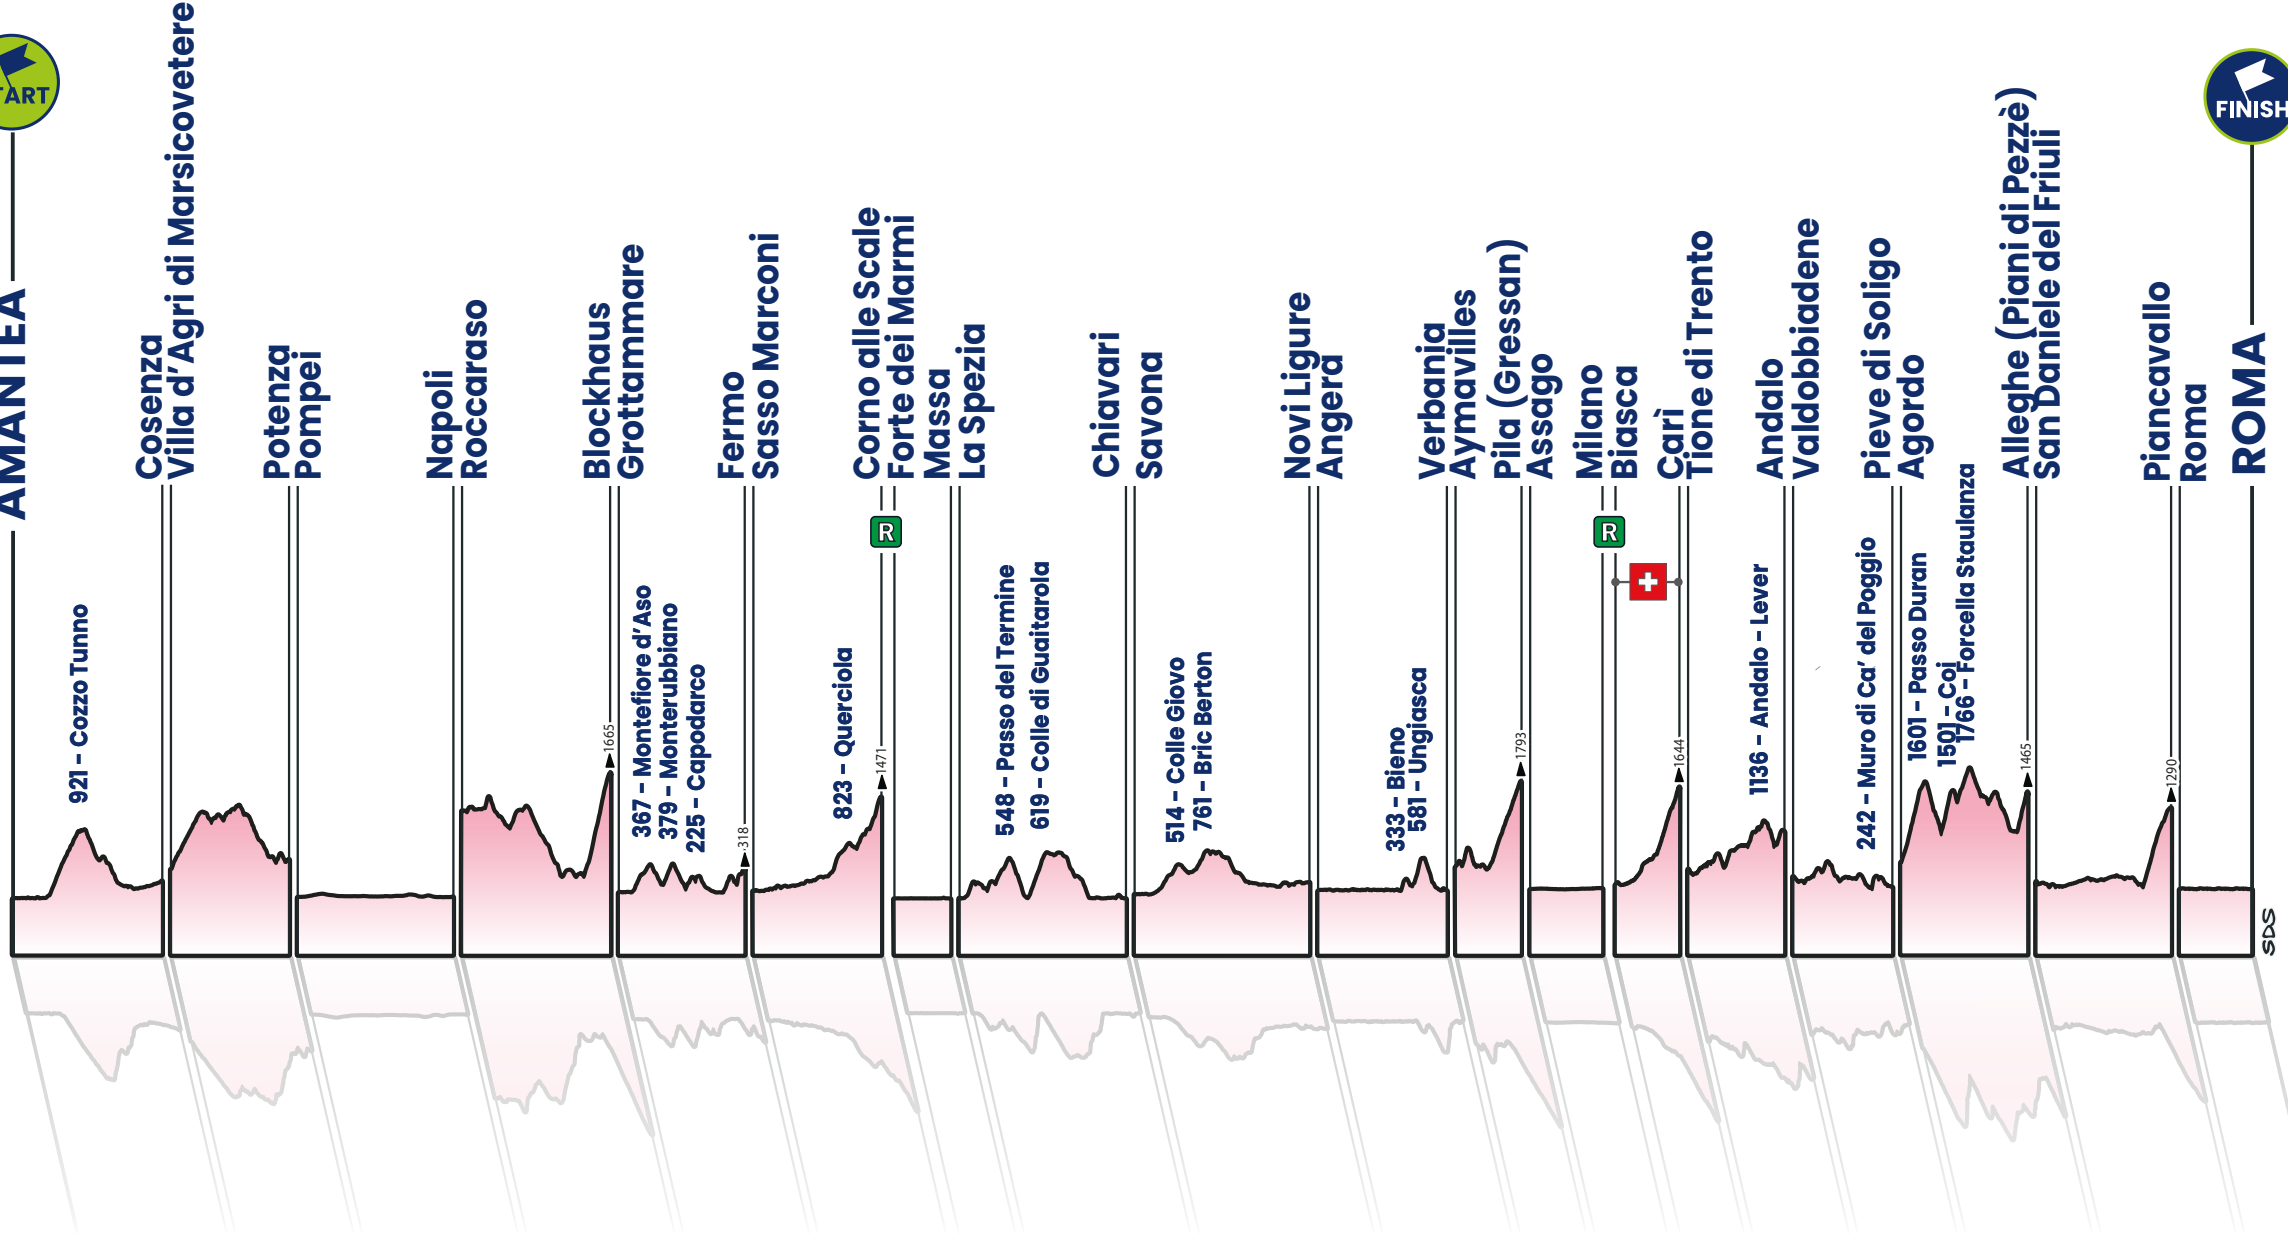 TART
AMANTEA
921 – Cozzo Tunno
Cosenza
Villa d'Agri di Marsicovetere
Potenza
Pompei
Napoli
Roccaraso
Blockhaus
1665
Grottammare
367 – Montefiore d'Aso
379 – Monterubbiano
225 – Capodarco
Fermo
318
Sasso Marconi
823 – Querciola
Corno alle Scale
1471
R
Forte dei Marmi
Massa
La Spezia
548 – Passo del Termine
619 – Colle di Guaitarola
Chiavari
Savona
514 – Colle Giovo
761 – Bric Berton
Novi Ligure
Angera
333 – Bieno
581 – Ungiasca
Verbania
Aymavilles
Pila (Gressan)
1793
Assago
Milano
R
Biasca
Carì
1644
Tione di Trento
1136 – Andalo - Lever
Andalo
Valdobbiadene
242 – Muro di Ca' del Poggio
Pieve di Soligo
Agordo
1601 – Passo Duran
1501 – Coi
1766 – Forcella Staulanza
Alleghe (Piani di Pezzè)
1465
San Daniele del Friuli
Piancavallo
1290
Roma
FINISH
ROMA
SDS